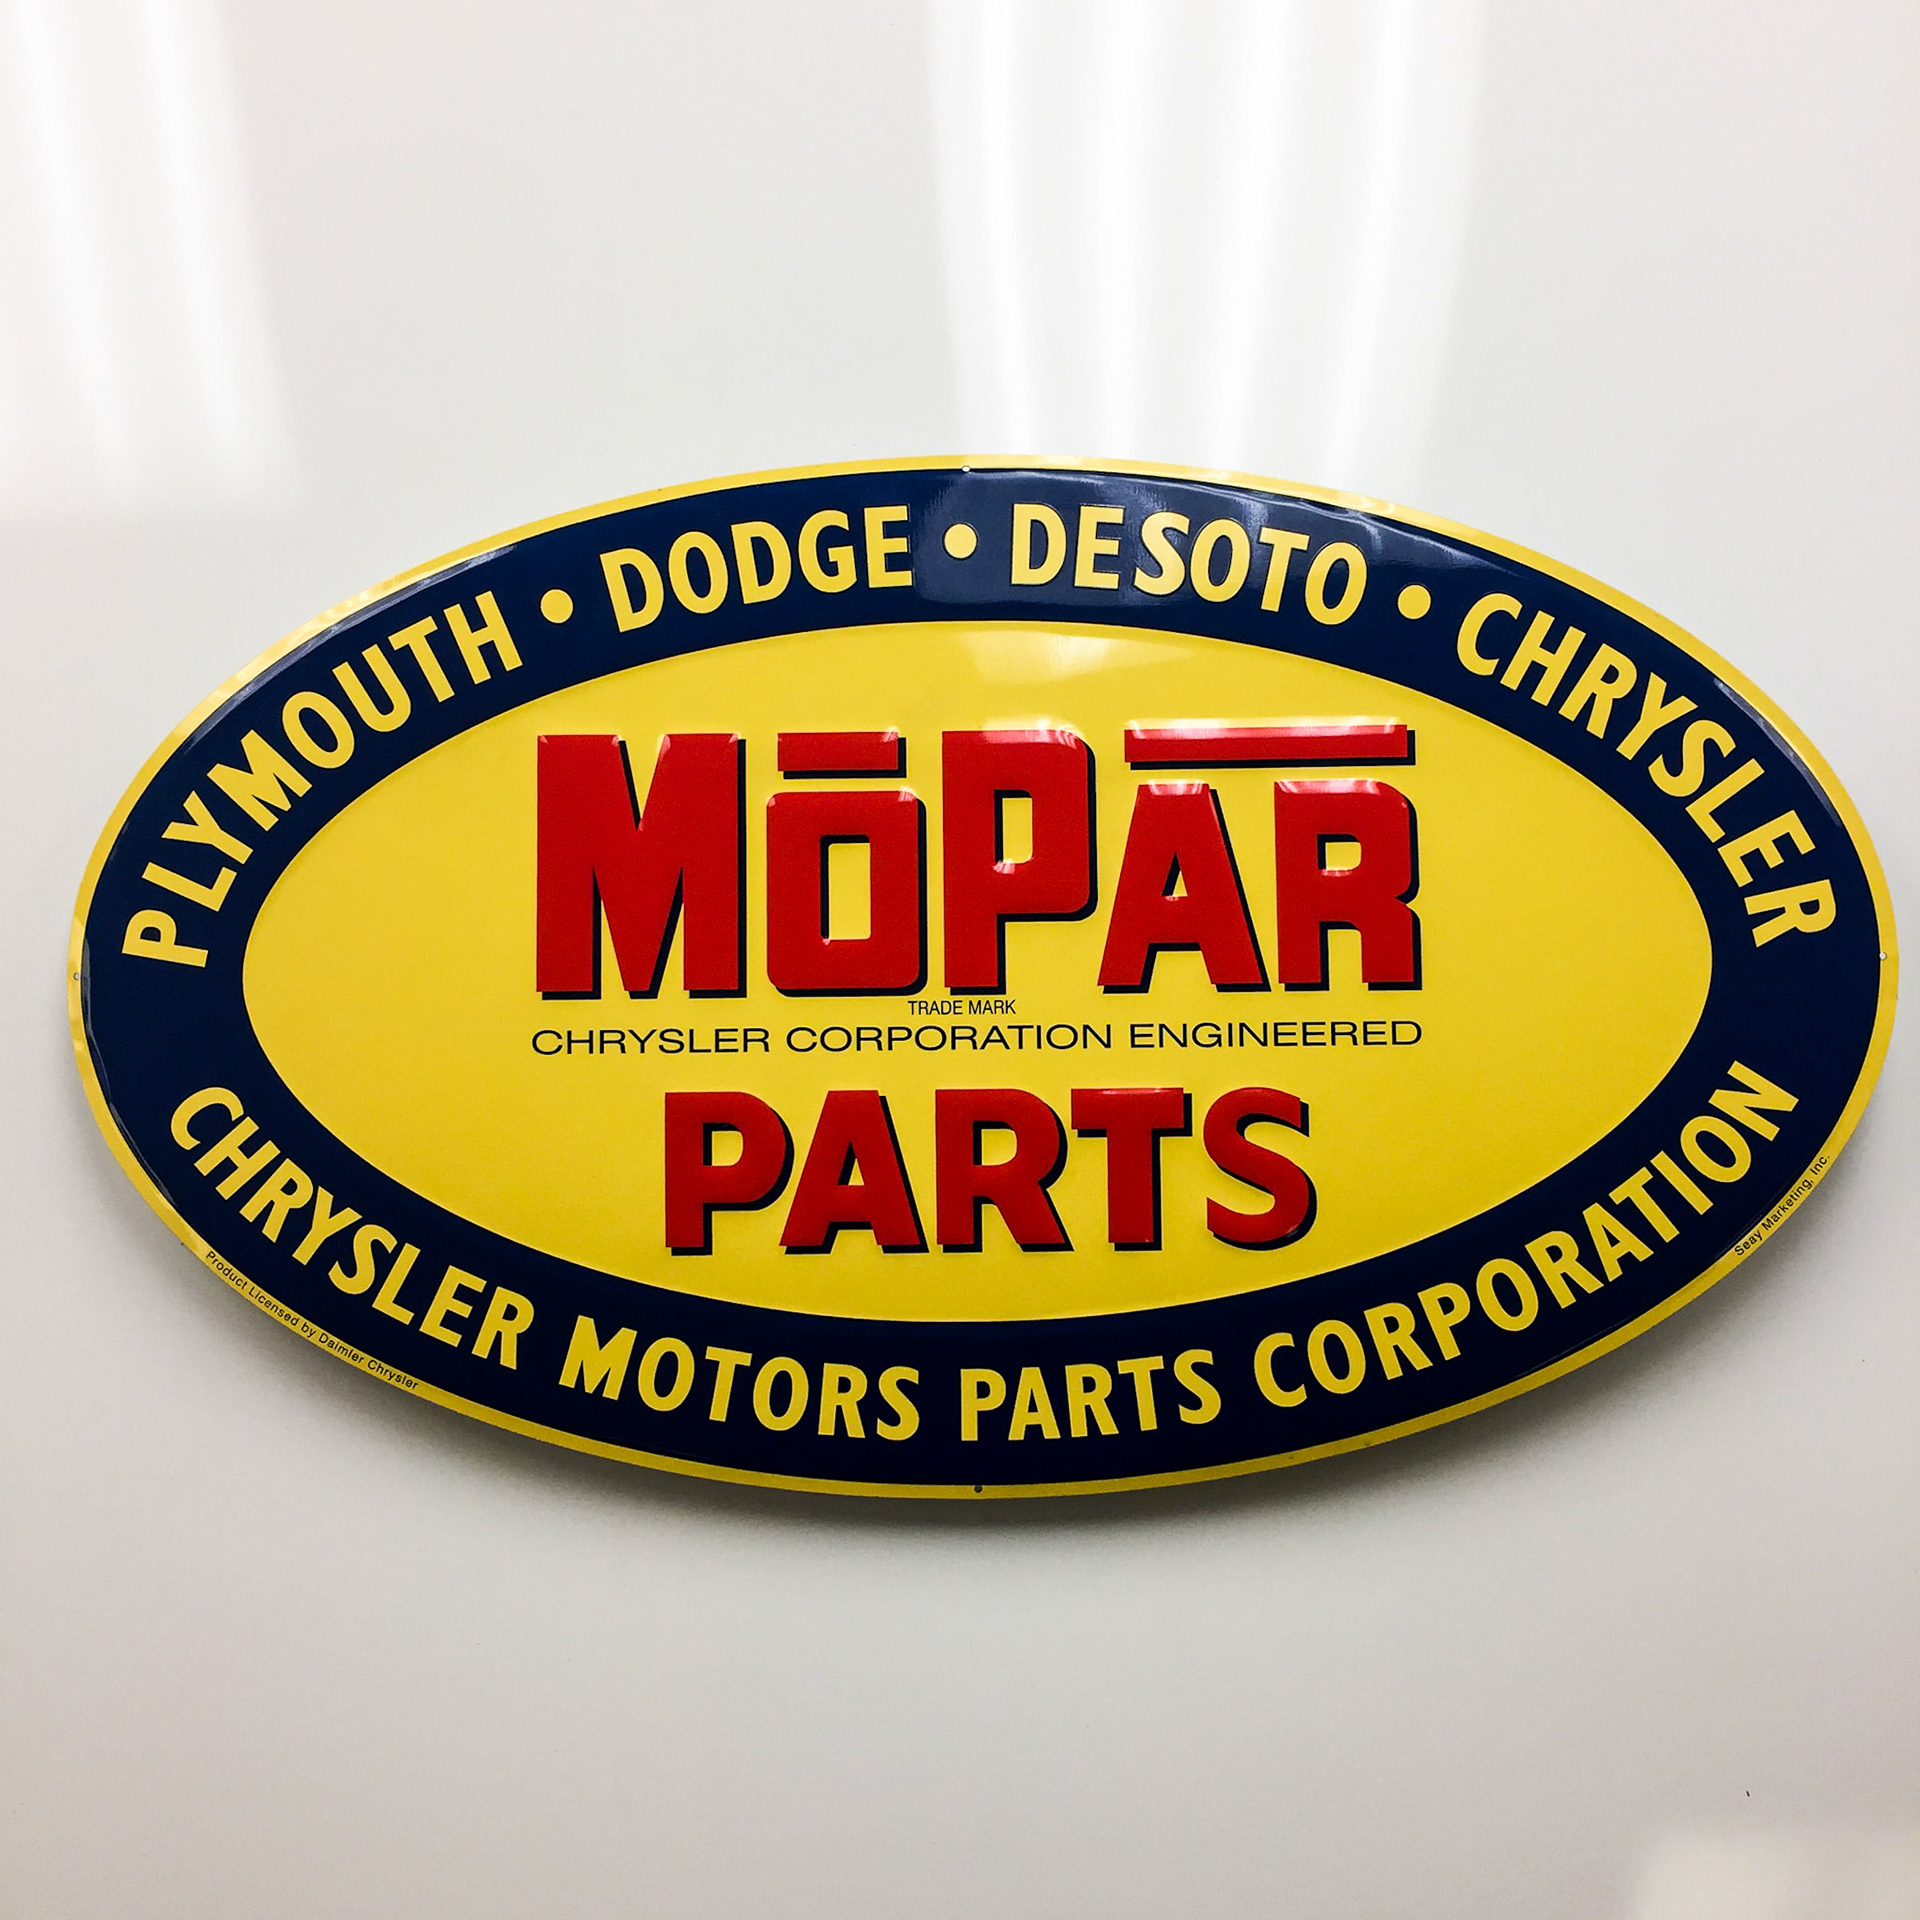 PLYMOUTH • DODGE • DESOTO • CHRYSLER
MOPAR
TRADE MARK
CHRYSLER CORPORATION ENGINEERED
PARTS
CHRYSLER MOTORS PARTS CORPORATION
Product Licensed by Daimler Chrysler
Seay Marketing, Inc.